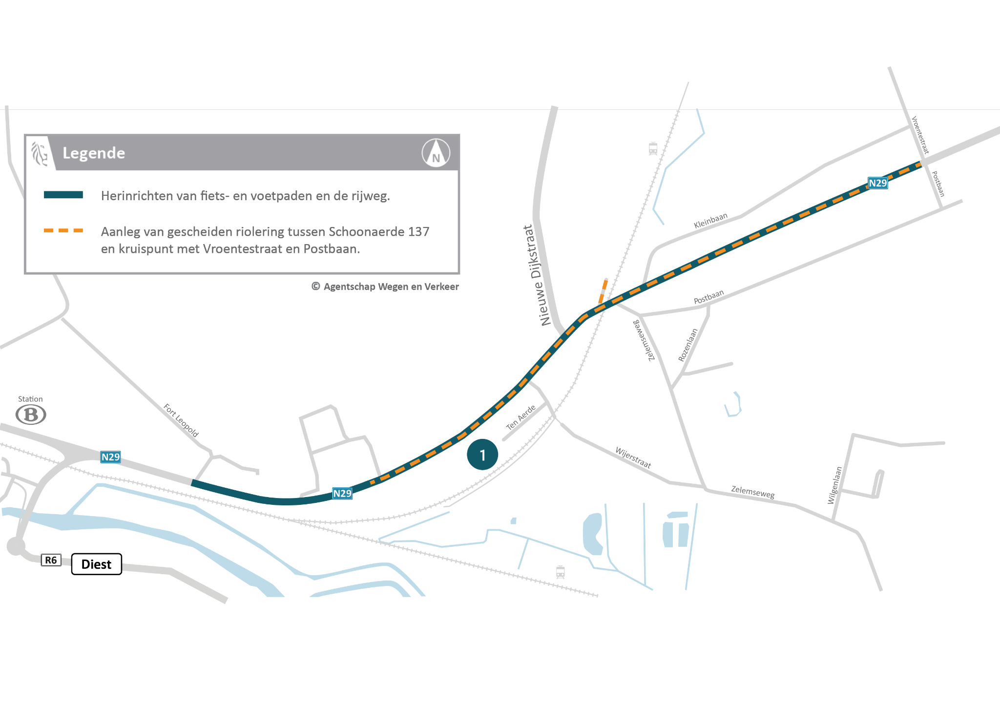 Legende
N
Herinrichten van fiets- en voetpaden en de rijweg.
Aanleg van gescheiden riolering tussen Schoonaerde 137
en kruispunt met Vroentestraat en Postbaan.
© Agentschap Wegen en Verkeer
Vroentestraat
N29
Postbaan
Kleinbaan
Nieuwe Dijkstraat
Postbaan
Zelemseweg
Rozenlaan
Station
B
Fort Leopold
Ten Aerde
N29
1
Wijerstraat
N29
Zelemseweg
Wilgenlaan
R6
Diest